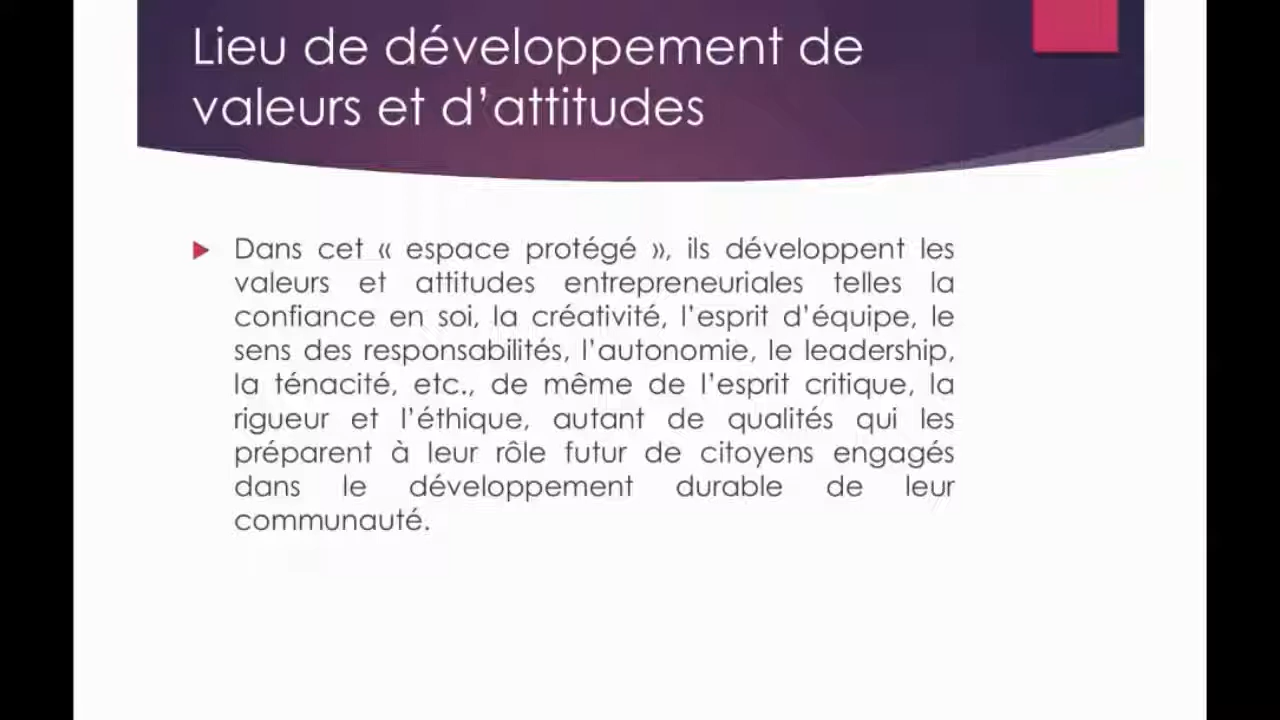 Lieu de développement de
valeurs et d’attitudes
Dans cet « espace protégé », ils développent les
valeurs et attitudes entrepreneuriales telles la
confiance en soi, la créativité, l’esprit d’équipe, le
sens des responsabilités, l’autonomie, le leadership,
la ténacité, etc., de même de l’esprit critique, la
rigueur et l’éthique, autant de qualités qui les
préparent à leur rôle futur de citoyens engagés
dans le développement durable de leur
communauté.